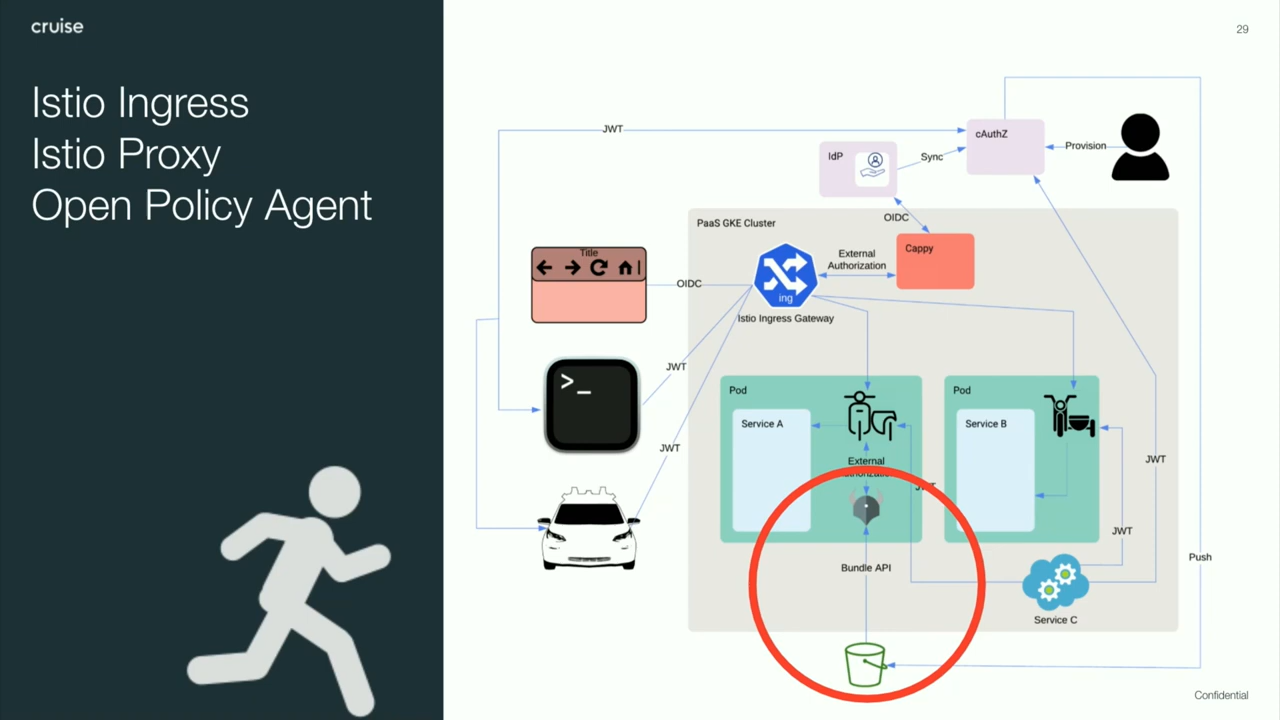 cruise
29
Istio Ingress
Istio Proxy
Open Policy Agent
JWT
cAuthZ
IdP
Sync
Provision
OIDC
PaaS GKE Cluster
Title
External
Authorization
Cappy
OIDC
ing
Istio Ingress Gateway
JWT
Pod
Pod
Service A
Service B
JWT
External
JWT
JWT
>_
JWT
Bundle API
Push
Service C
Confidential